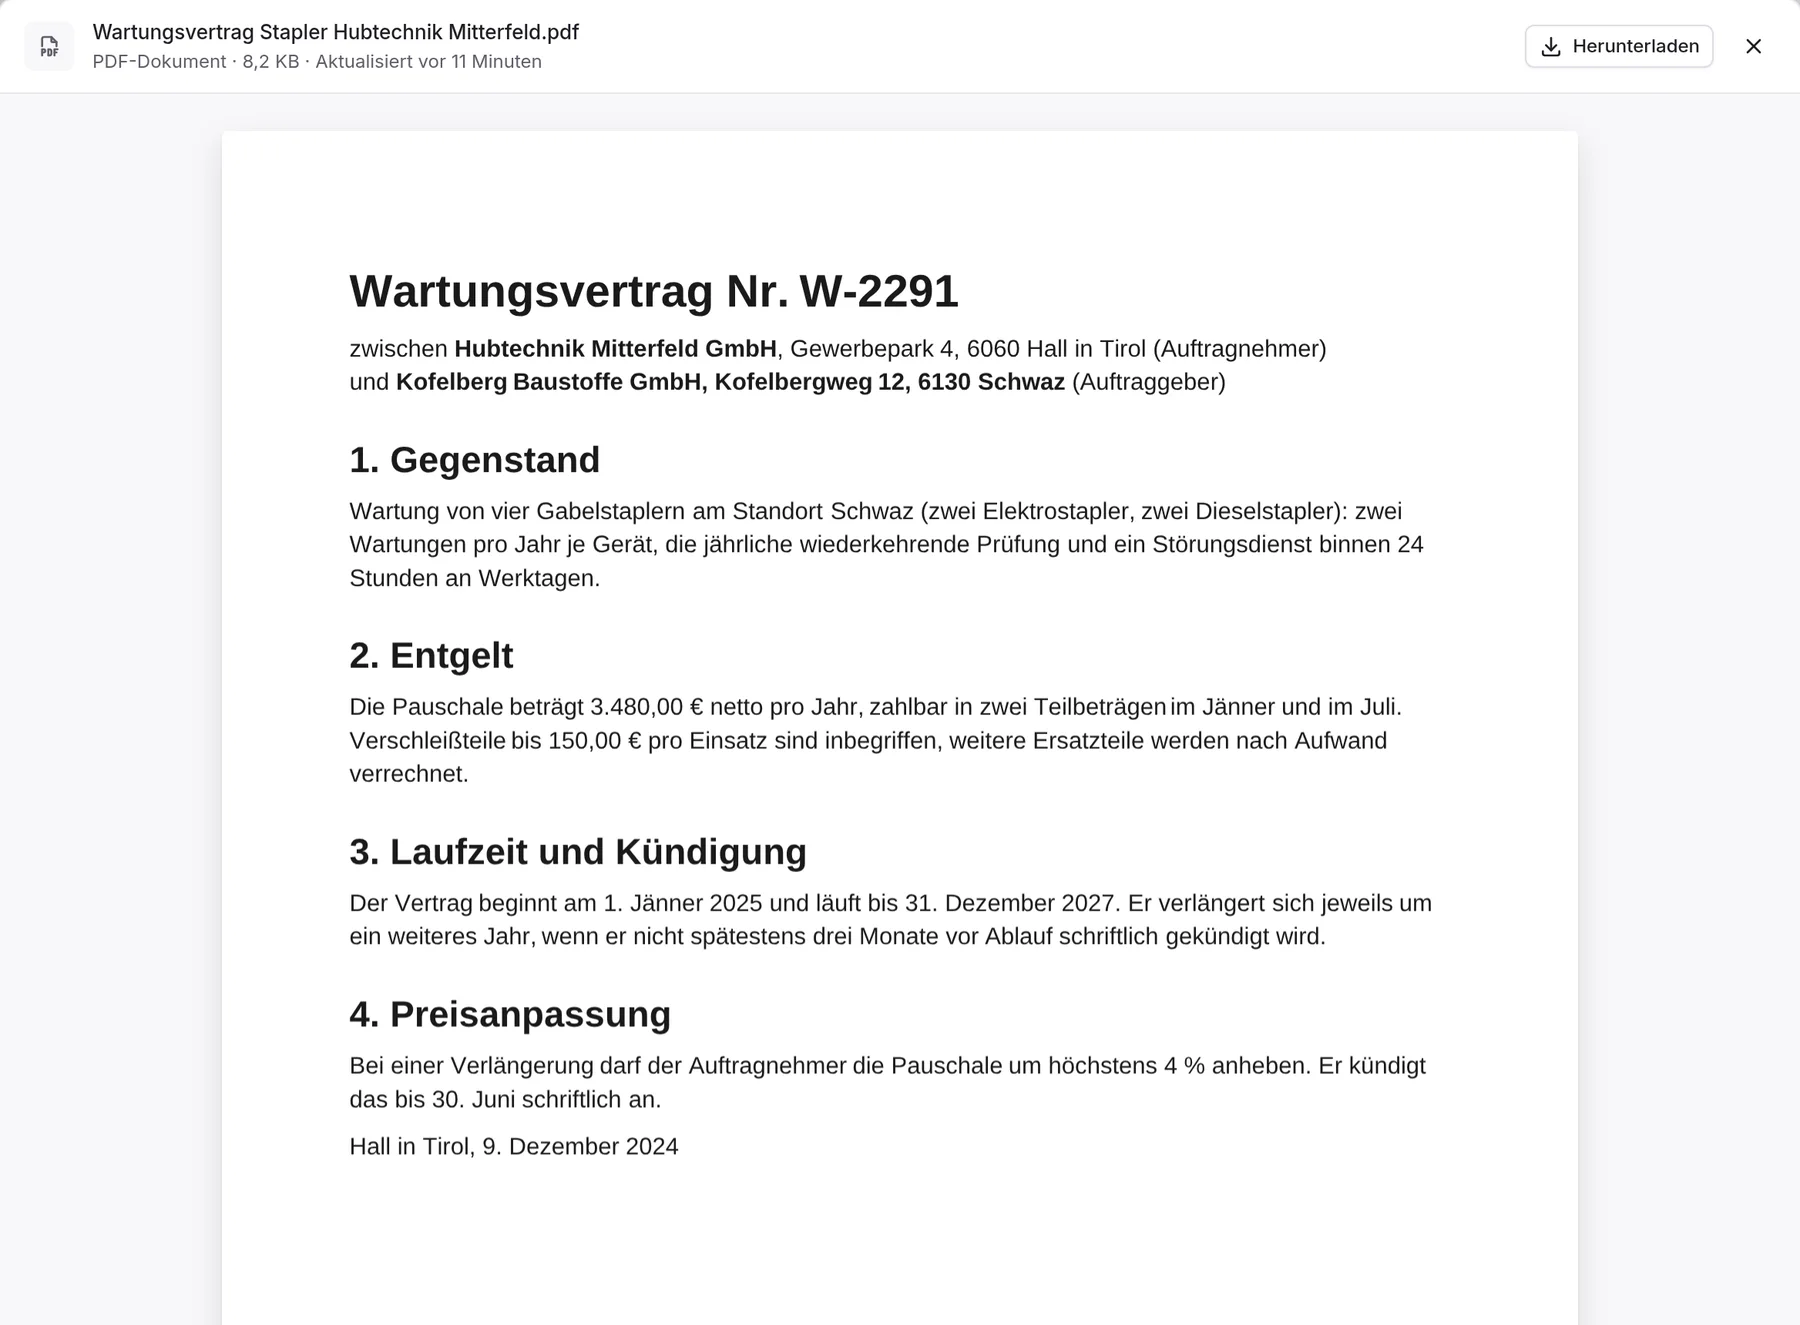 Wartungsvertrag Stapler Hubtechnik Mitterfeld.pdf
PDF-Dokument · 8,2 KB · Aktualisiert vor 11 Minuten
PDF
Herunterladen
Wartungsvertrag Nr. W-2291
zwischen Hubtechnik Mitterfeld GmbH, Gewerbepark 4, 6060 Hall in Tirol (Auftragnehmer)
und Kofelberg Baustoffe GmbH, Kofelbergweg 12, 6130 Schwaz (Auftraggeber)
1. Gegenstand
Wartung von vier Gabelstaplern am Standort Schwaz (zwei Elektrostapler, zwei Dieselstapler): zwei
Wartungen pro Jahr je Gerät, die jährliche wiederkehrende Prüfung und ein Störungsdienst binnen 24
Stunden an Werktagen.
2. Entgelt
Die Pauschale beträgt 3.480,00 € netto pro Jahr, zahlbar in zwei Teilbeträgen im Jänner und im Juli.
Verschleißteile bis 150,00 € pro Einsatz sind inbegriffen, weitere Ersatzteile werden nach Aufwand
verrechnet.
3. Laufzeit und Kündigung
Der Vertrag beginnt am 1. Jänner 2025 und läuft bis 31. Dezember 2027. Er verlängert sich jeweils um
ein weiteres Jahr, wenn er nicht spätestens drei Monate vor Ablauf schriftlich gekündigt wird.
4. Preisanpassung
Bei einer Verlängerung darf der Auftragnehmer die Pauschale um höchstens 4 % anheben. Er kündigt
das bis 30. Juni schriftlich an.
Hall in Tirol, 9. Dezember 2024